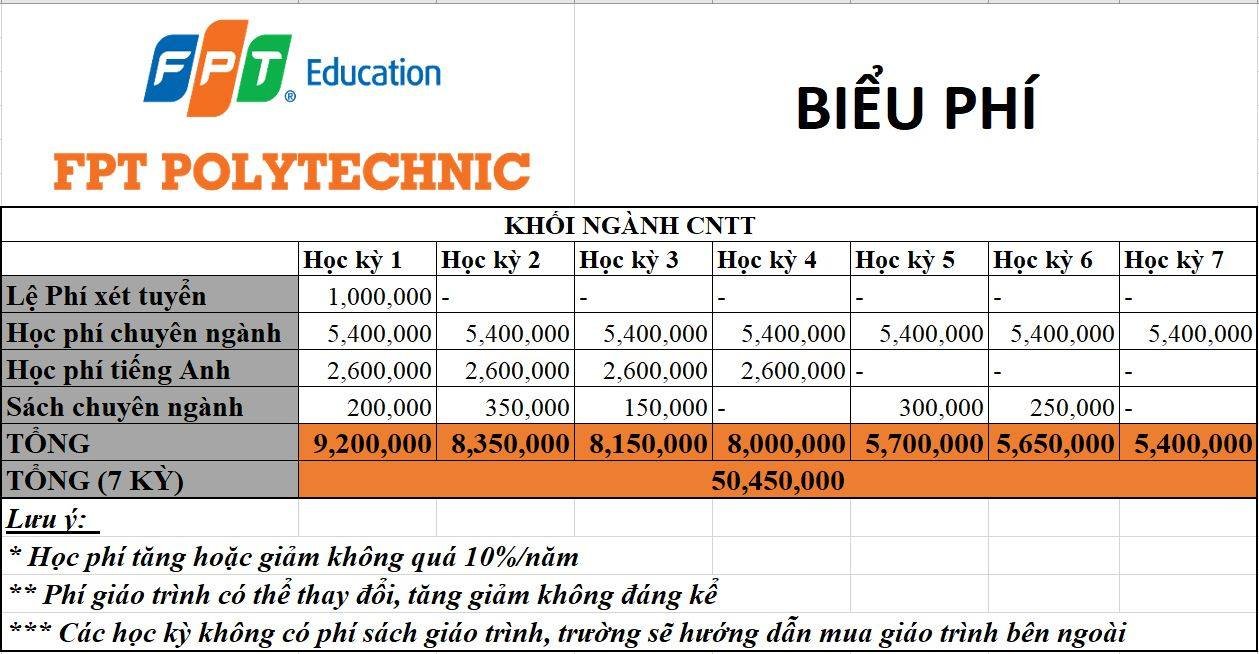 FPT Education
®
FPT POLYTECHNIC
BIỂU PHÍ
KHỐI NGÀNH CNTT
Học kỳ 1 Học kỳ 2 Học kỳ 3 Học kỳ 4 Học kỳ 5 Học kỳ 6 Học kỳ 7
Lệ Phí xét tuyển 1,000,000 - - - - - -
Học phí chuyên ngành 5,400,000 5,400,000 5,400,000 5,400,000 5,400,000 5,400,000 5,400,000
Học phí tiếng Anh 2,600,000 2,600,000 2,600,000 2,600,000 - - -
Sách chuyên ngành 200,000 350,000 150,000 - 300,000 250,000 -
TỔNG 9,200,000 8,350,000 8,150,000 8,000,000 5,700,000 5,650,000 5,400,000
TỔNG (7 KỲ) 50,450,000
Lưu ý:
* Học phí tăng hoặc giảm không quá 10%/năm
** Phí giáo trình có thể thay đổi, tăng giảm không đáng kể
*** Các học kỳ không có phí sách giáo trình, trường sẽ hướng dẫn mua giáo trình bên ngoài